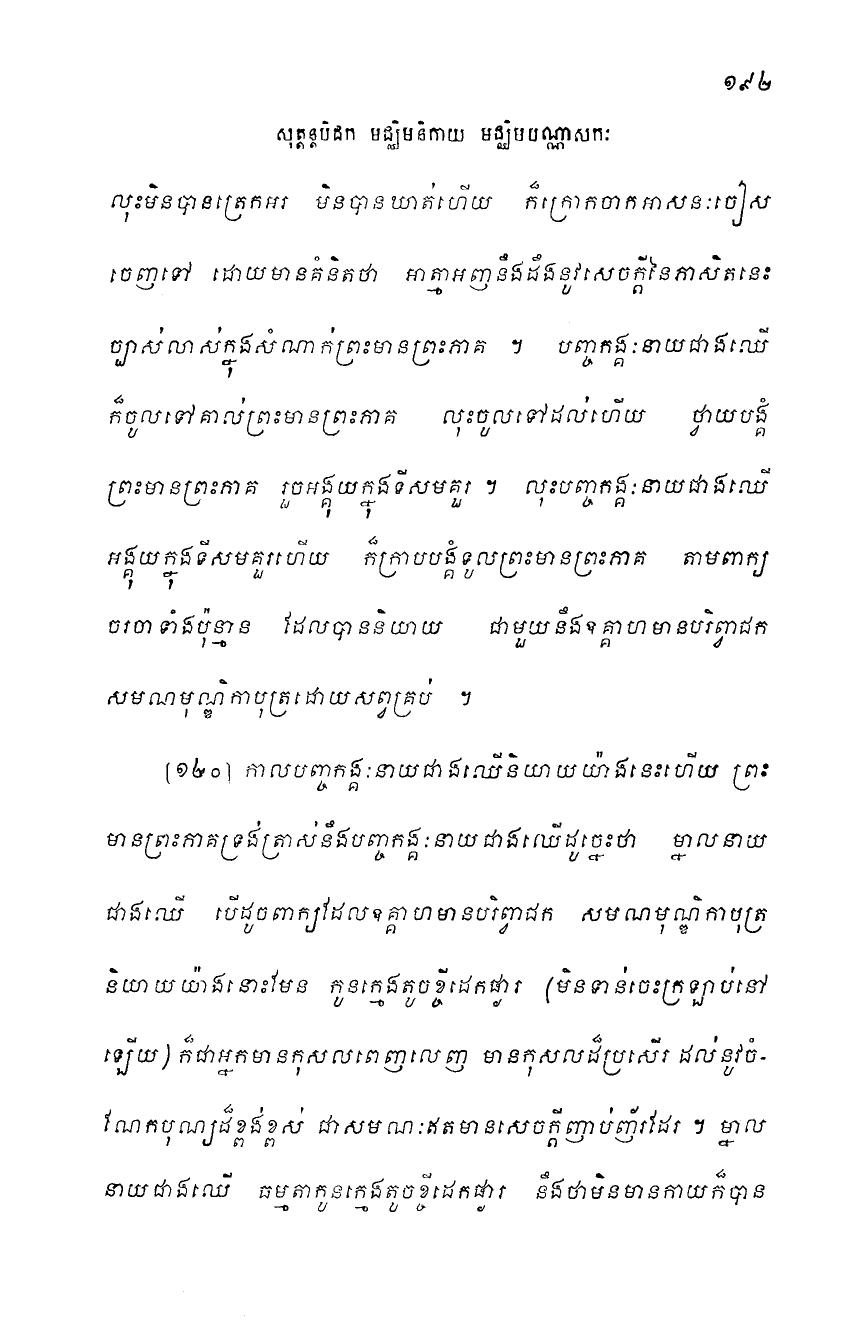 ១៩២
សុត្តន្តបិដក មជ្ឈិមនិកាយ មជ្ឈិមបណ្ណាសកៈ
លុះមិនបានត្រេកអរ មិនបានឃាត់ហើយ ក៏ក្រោកចាកអាសនៈចៀស
ចេញទៅ ដោយមានគំនិតថា អាត្មាអញនឹងដឹងនូវសេចក្តីនៃភាសិតនេះ
ច្បាស់លាស់ក្នុងសំណាក់ព្រះមានព្រះភាគ ។ បញ្ចកង្គៈនាយជាងឈើ
ក៏ចូលទៅគាល់ព្រះមានព្រះភាគ លុះចូលទៅដល់ហើយ ថ្វាយបង្គំ
ព្រះមានព្រះភាគ រួចអង្គុយក្នុងទីសមគួរ ។ លុះបញ្ចកង្គៈនាយជាងឈើ
អង្គុយក្នុងទីសមគួរហើយ ក៏ក្រាបបង្គំទូលព្រះមានព្រះភាគ តាមពាក្យ
ចរចាទាំងប៉ុន្មាន ដែលបាននិយាយ ជាមួយនឹងឧគ្គាហមានបរិព្វាជក
សមណមុណ្ឌិកាបុត្រដោយសព្វគ្រប់ ។
[១២០] កាលបញ្ចកង្គៈនាយជាងឈើនិយាយយ៉ាងនេះហើយ ព្រះ
មានព្រះភាគទ្រង់ត្រាស់នឹងបញ្ចកង្គៈនាយជាងឈើដូច្នេះថា ម្នាលនាយ
ជាងឈើ បើដូចពាក្យដែលឧគ្គាហមានបរិព្វាជក សមណមុណ្ឌិកាបុត្រ
និយាយយ៉ាងនោះមែន កូនក្មេងតូចខ្ចីដេកផ្ងារ (មិនទាន់ចេះក្រឡាប់នៅ
ឡើយ) ក៏ជាអ្នកមានកុសលពេញលេញ មានកុសលដ៏ប្រសើរ ដល់នូវចំ-
ណែកបុណ្យដ៏ខ្ពង់ខ្ពស់ ជាសមណៈឥតមានសេចក្តីញាប់ញ័រដែរ ។ ម្នាល
នាយជាងឈើ ធម្មតាកូនក្មេងតូចខ្ចីដេកផ្ងារ នឹងថាមិនមានកាយក៏បាន